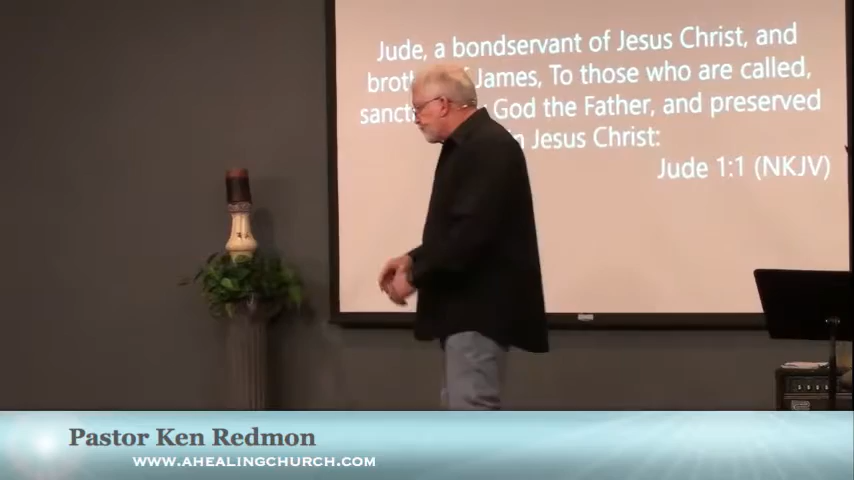 Jude, a bondservant of Jesus Christ, and
James, To those who are called,
God the Father, and preserved
in Jesus Christ:
Jude 1:1 (NKJV)
Pastor Ken Redmon
WWW.AHEALINGCHURCH.COM